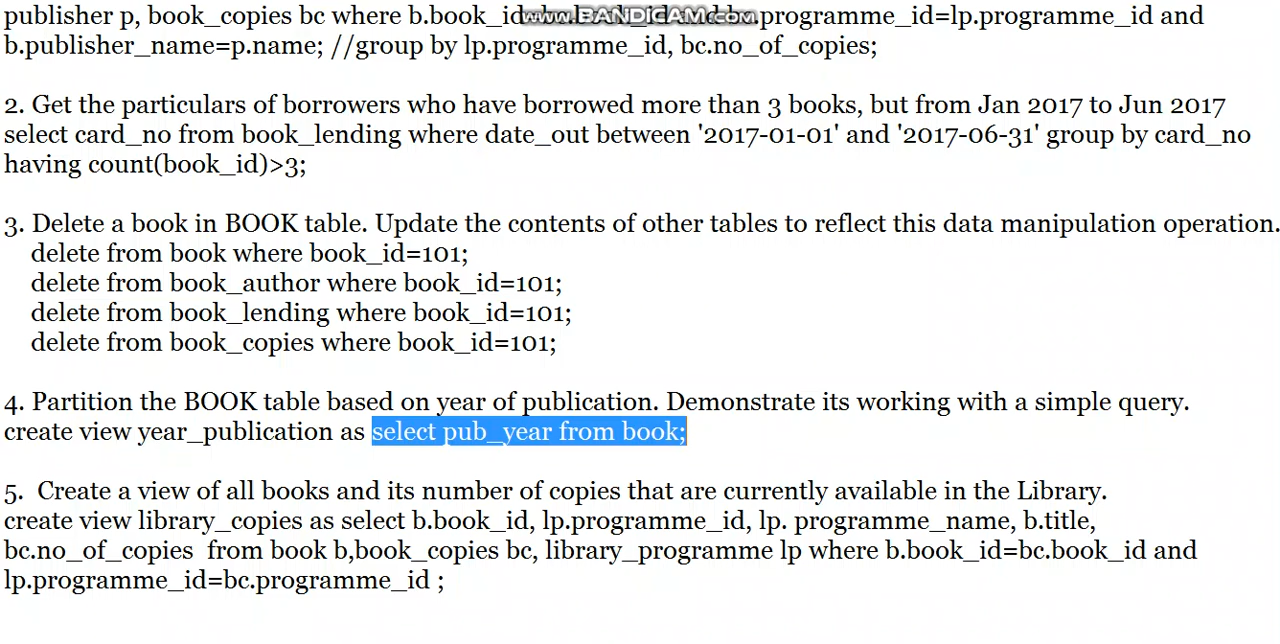 publisher p, book_copies bc where b.book_id .programme_id=lp.programme_id and
www.BANDICAM.com
b.publisher_name=p.name; //group by lp.programme_id, bc.no_of_copies;
2. Get the particulars of borrowers who have borrowed more than 3 books, but from Jan 2017 to Jun 2017
select card_no from book_lending where date_out between '2017-01-01' and '2017-06-31' group by card_no
having count(book_id)>3;
3. Delete a book in BOOK table. Update the contents of other tables to reflect this data manipulation operation.
delete from book where book_id=101;
delete from book_author where book_id=101;
delete from book_lending where book_id=101;
delete from book_copies where book_id=101;
4. Partition the BOOK table based on year of publication. Demonstrate its working with a simple query.
create view year_publication as select pub_year from book;
5.  Create a view of all books and its number of copies that are currently available in the Library.
create view library_copies as select b.book_id, lp.programme_id, lp. programme_name, b.title,
bc.no_of_copies  from book b,book_copies bc, library_programme lp where b.book_id=bc.book_id and
lp.programme_id=bc.programme_id ;